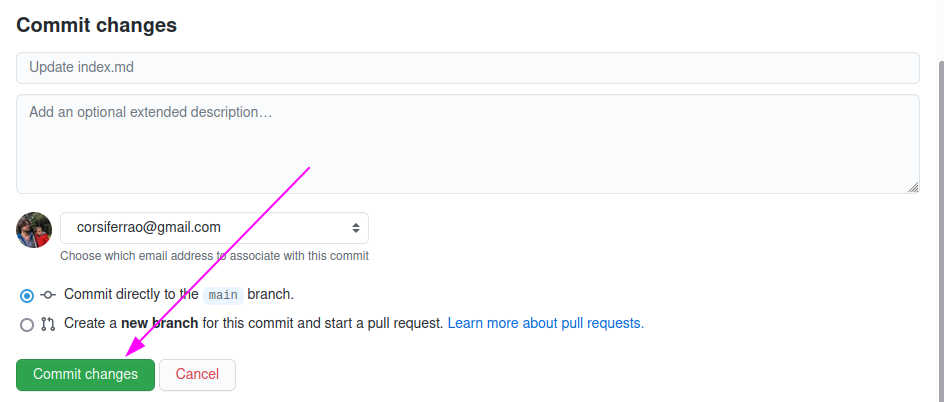 Commit changes
Update index.md
Add an optional extended description…
corsiferrao@gmail.com
Choose which email address to associate with this commit
Commit directly to the main branch.
Create a new branch for this commit and start a pull request. Learn more about pull requests.
Commit changes Cancel